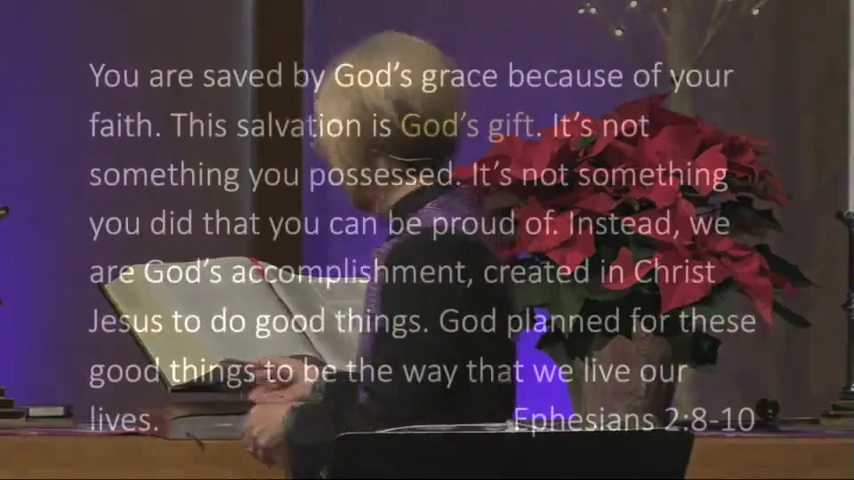 You are saved by God's grace because of your
faith. This salvation is God's gift. It's not
something you possessed. It's not something
you did that you can be proud of. Instead, we
are God's accomplishment, created in Christ
Jesus to do good things. God planned for these
good things to be the way that we live our
lives. Ephesians 2:8-10